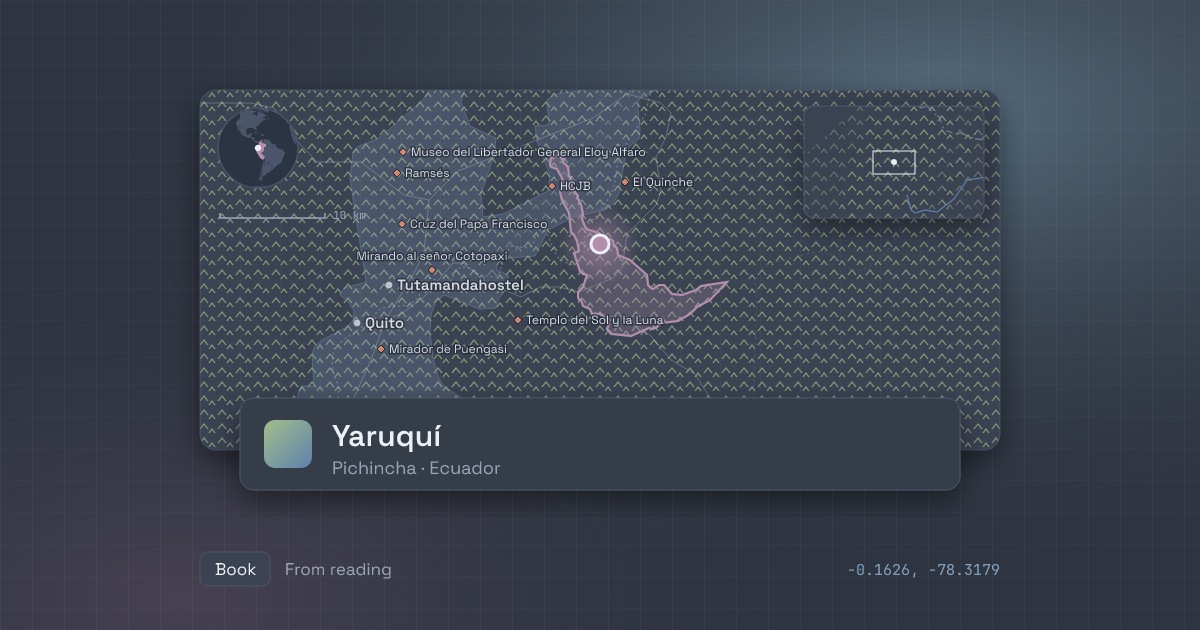 Museo del Libertador General Eloy Alfaro
Ramsés
HCJB
El Quinche
10 km
Cruz del Papa Francisco
Mirando al señor Cotopaxi
Tutamandahostel
Quito
Templo del Sol y la Luna
Mirador de Puengasi
Yaruquí
Pichincha · Ecuador
Book
From reading
-0.1626, -78.3179